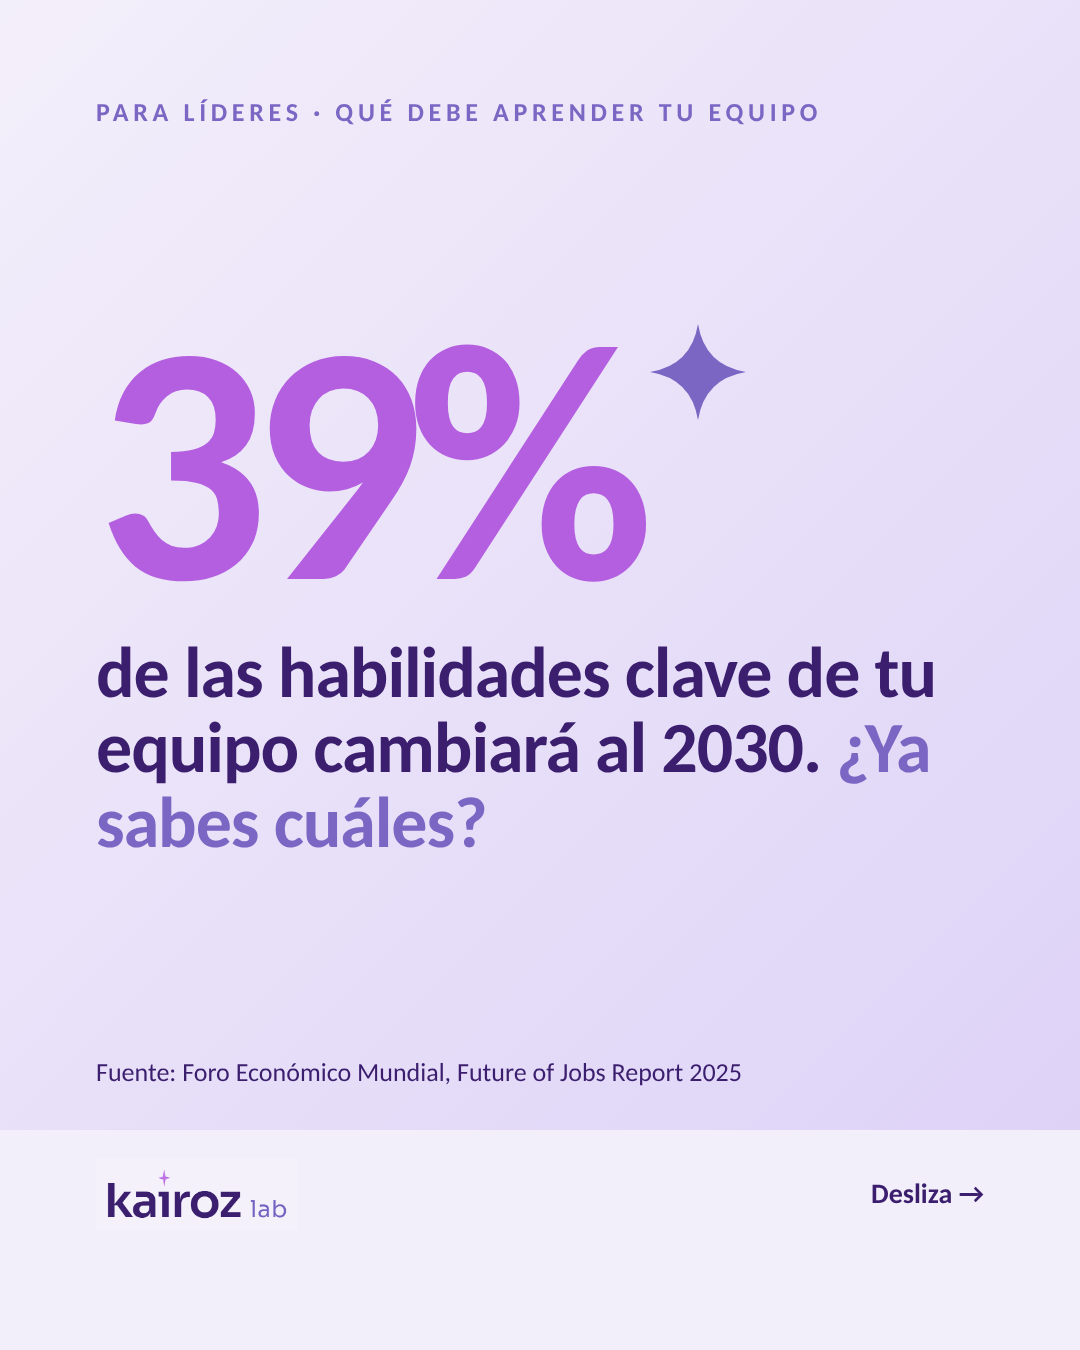 PARA LÍDERES · QUÉ DEBE APRENDER TU EQUIPO
39%
de las habilidades clave de tu
equipo cambiará al 2030. ¿Ya
sabes cuáles?
Fuente: Foro Económico Mundial, Future of Jobs Report 2025
kairoz lab
Desliza →